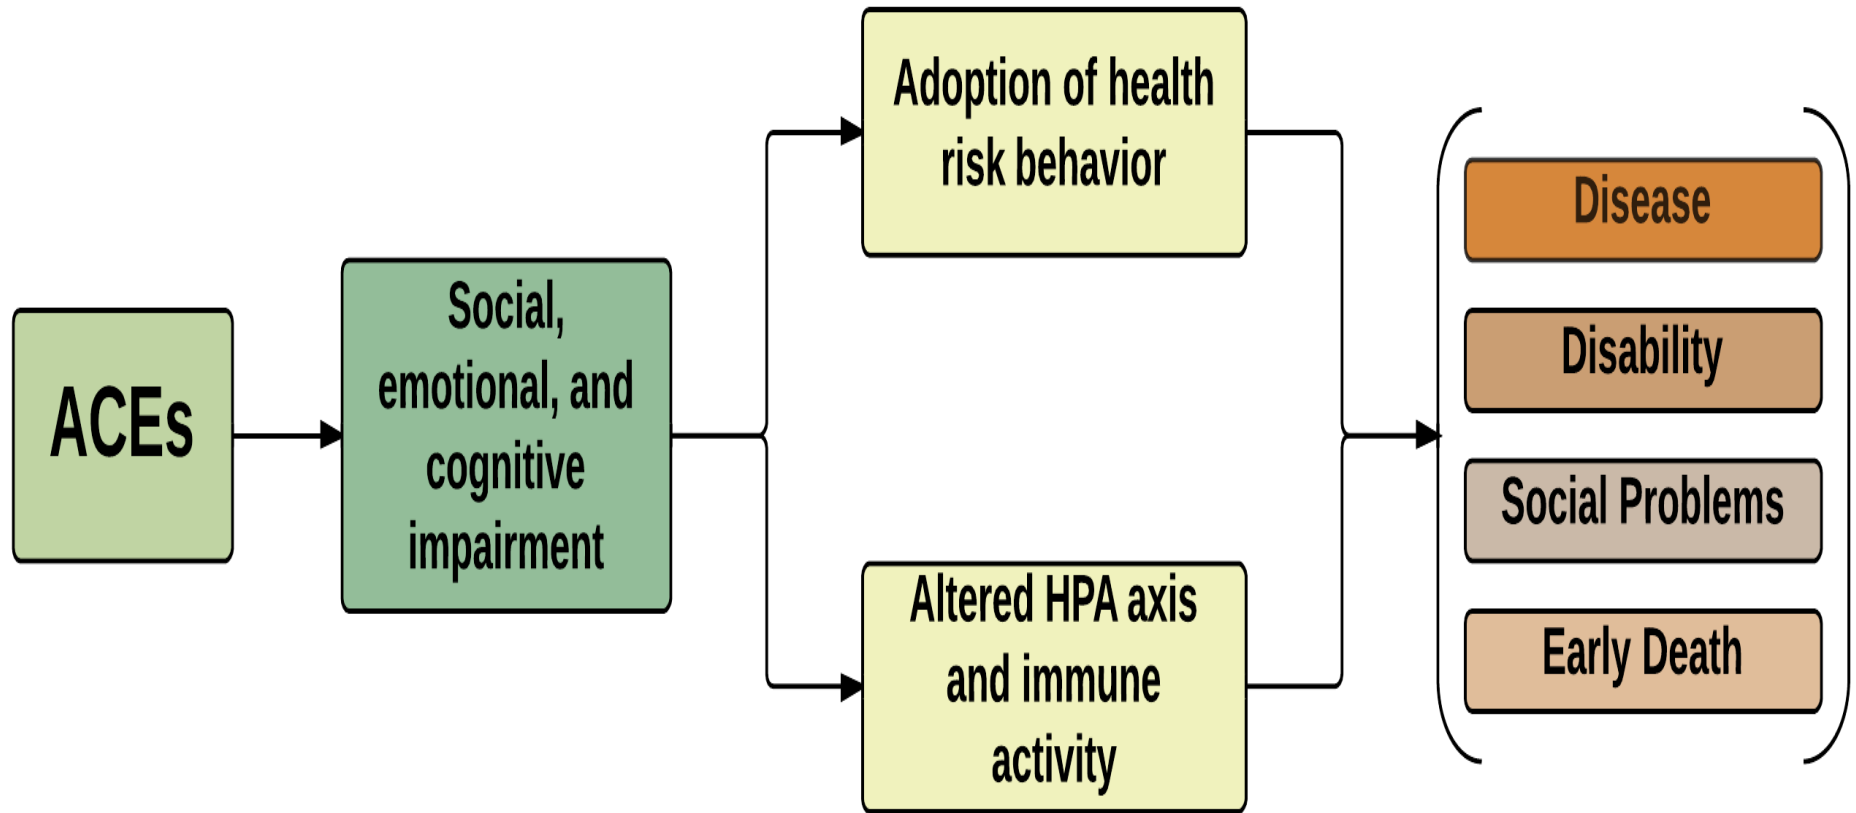 ACEs
Social,
emotional, and
cognitive
impairment
Adoption of health
risk behavior
Altered HPA axis
and immune
activity
Disease
Disability
Social Problems
Early Death